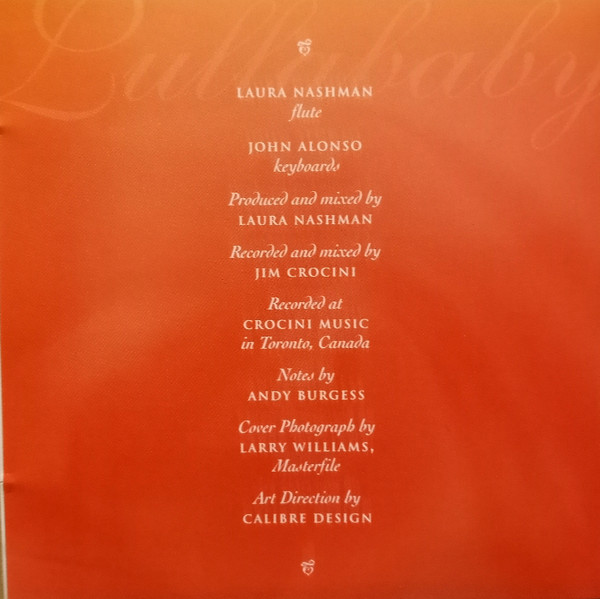 Lullababy
LAURA NASHMAN
flute
JOHN ALONSO
keyboards
Produced and mixed by
LAURA NASHMAN
Recorded and mixed by
JIM CROCINI
Recorded at
CROCINI MUSIC
in Toronto, Canada
Notes by
ANDY BURGESS
Cover Photograph by
LARRY WILLIAMS,
Masterfile
Art Direction by
CALIBRE DESIGN